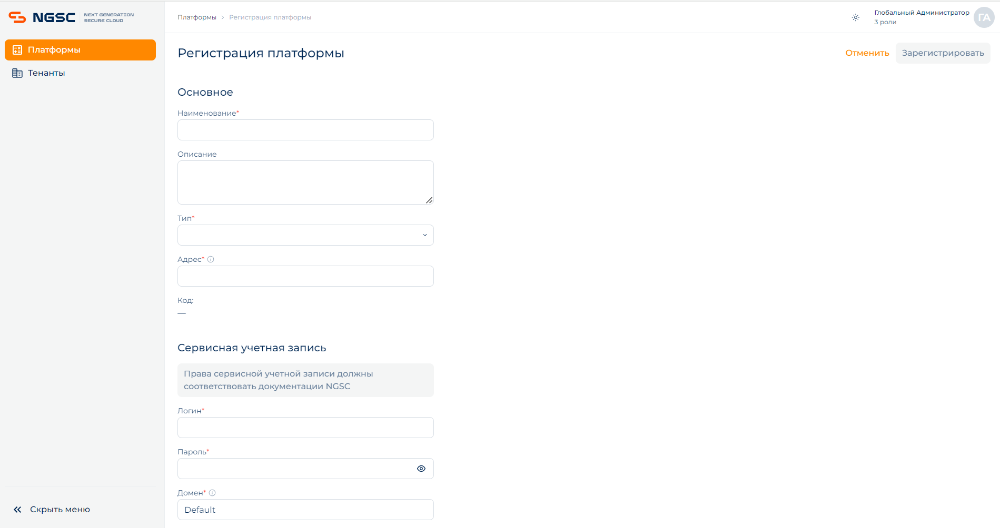 NGSC
NEXT GENERATION
SECURE CLOUD
Платформы
Тенанты
Скрыть меню
Платформы > Регистрация платформы
Глобальный Администратор
3 роли
ГА
Регистрация платформы
Отменить
Зарегистрировать
Основное
Наименование*
Описание
Тип*
Адрес*
Код:
—
Сервисная учетная запись
Права сервисной учетной записи должны
соответствовать документации NGSC
Логин*
Пароль*
Домен*
Default